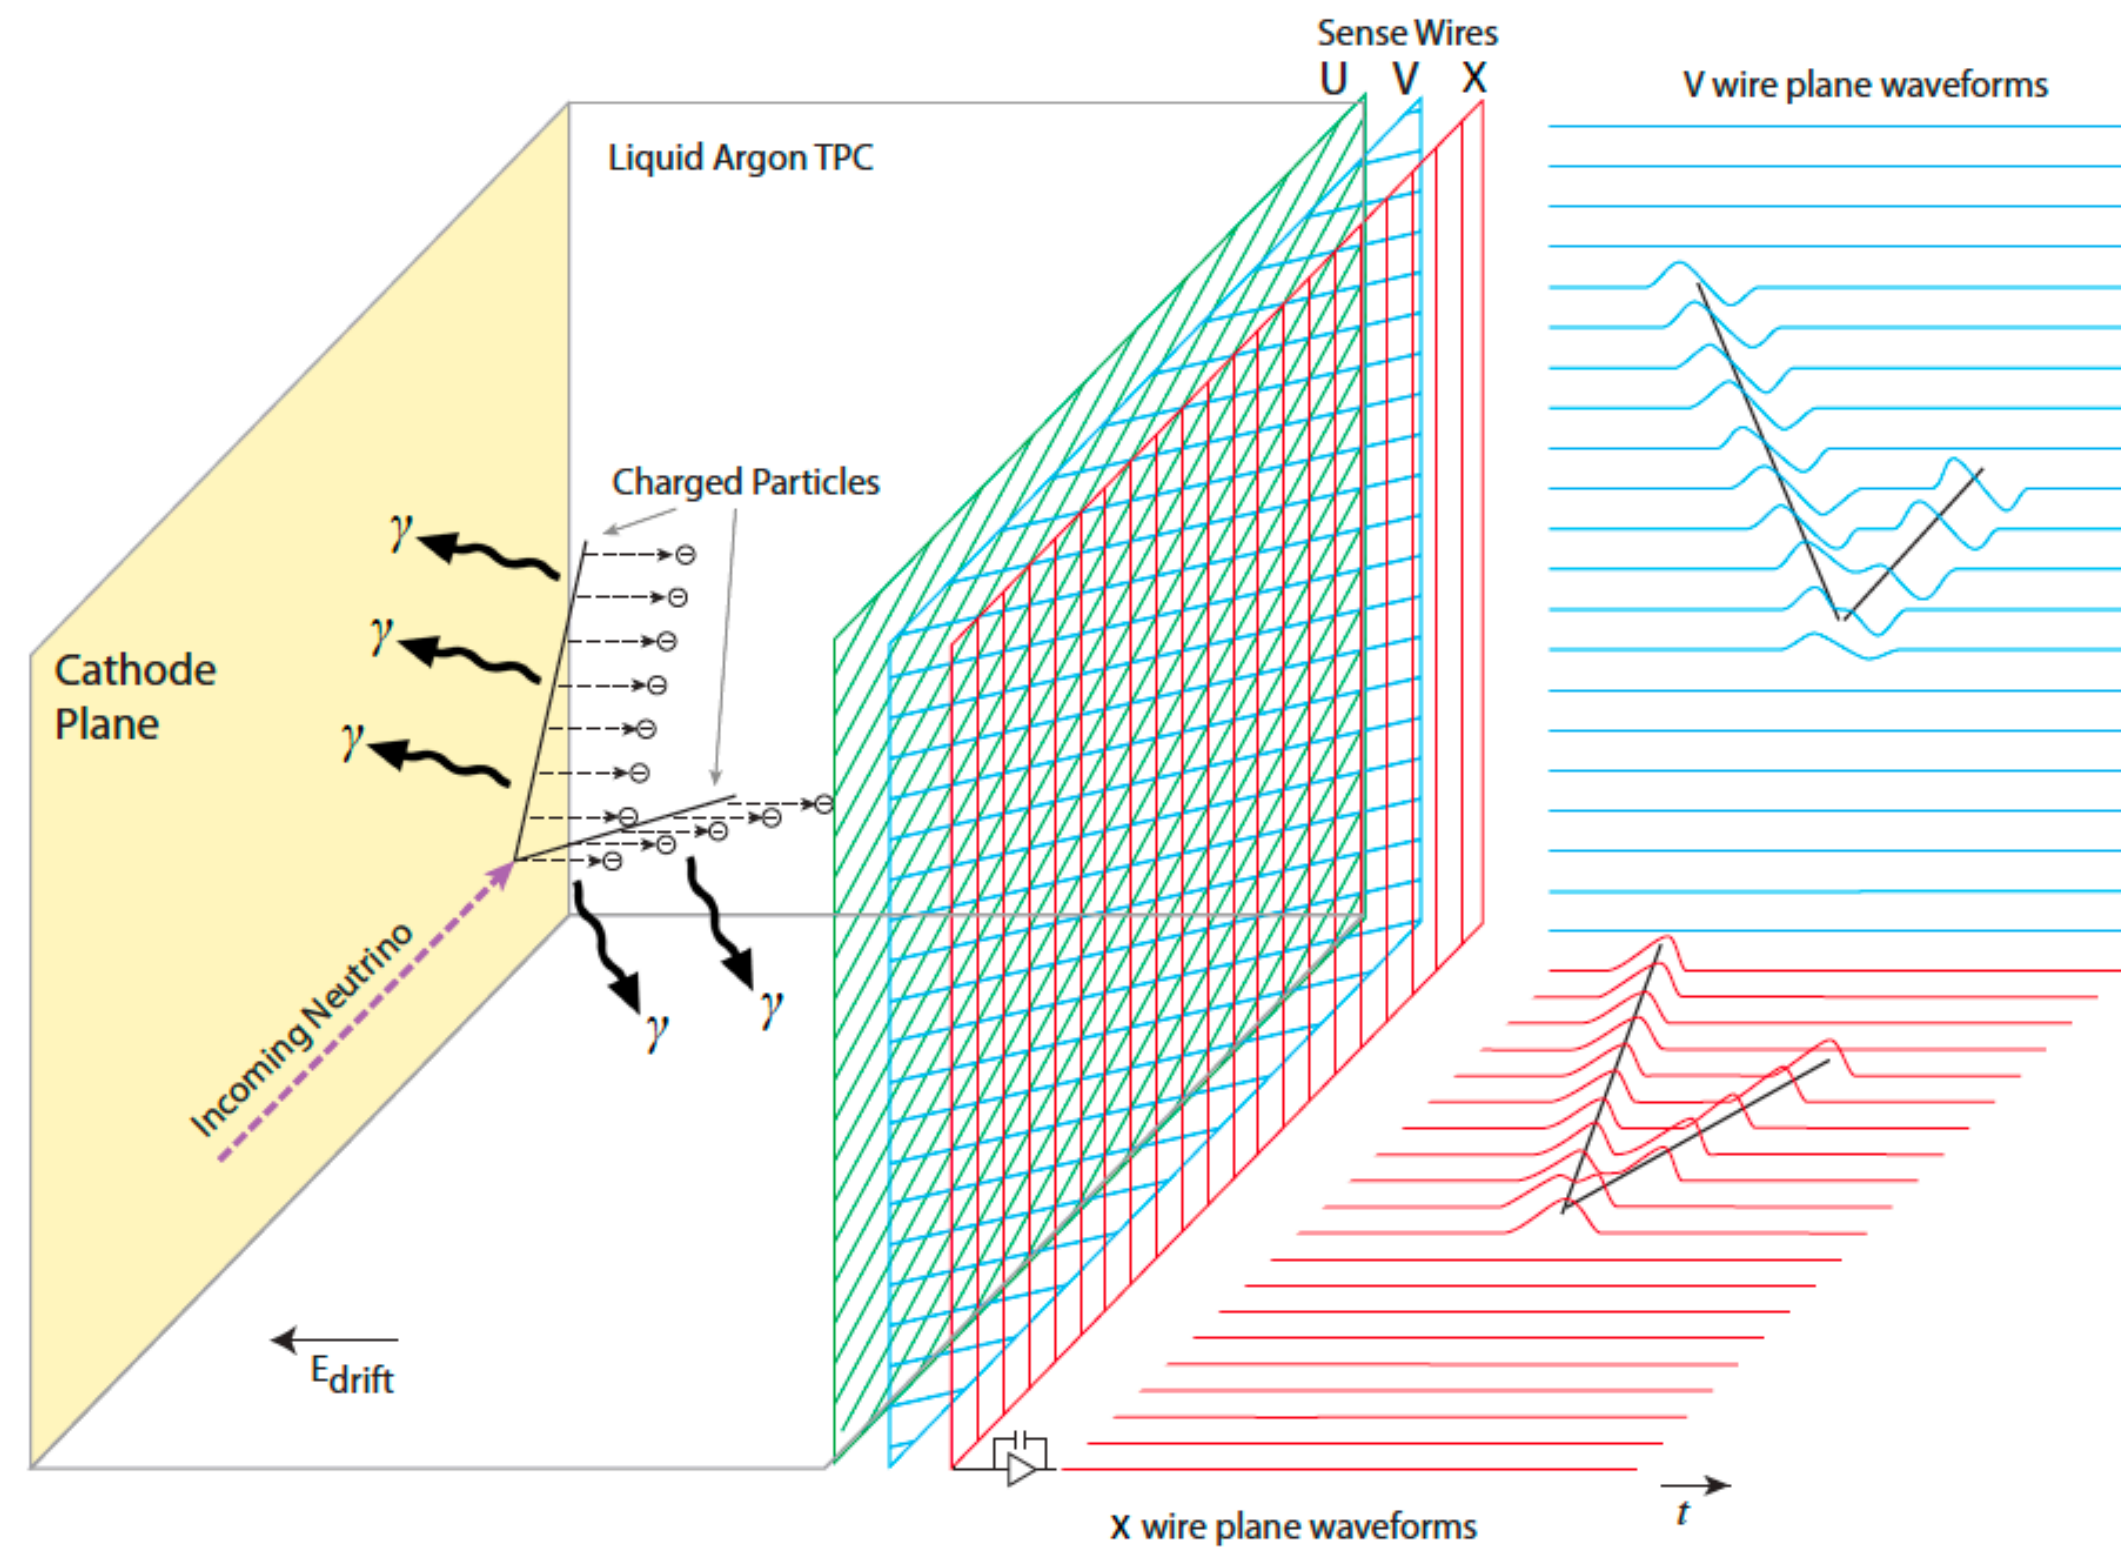 Sense Wires
U V X
V wire plane waveforms
Liquid Argon TPC
Charged Particles
γ
γ
γ
Cathode
Plane
γ
γ
Incoming Neutrino
Edrift
t
X wire plane waveforms